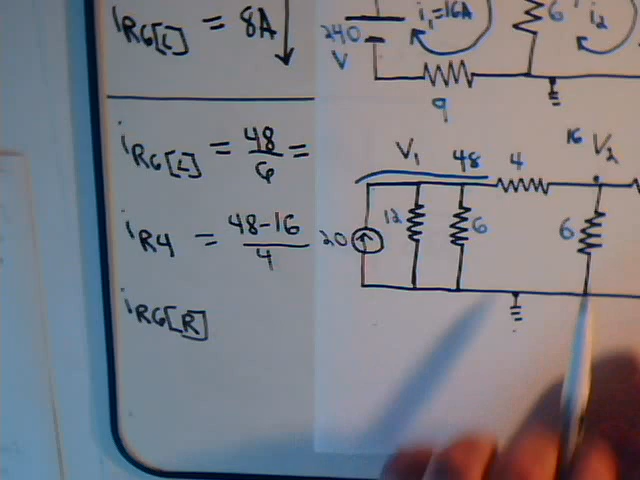 iR6[L] = 8A
240 V
i₁=16A
6
i₂
9
iR6[L] = 48/6 =
iR4 = (48-16)/4
iR6[R]
V₁
48
4
16
V₂
20
12
6
6